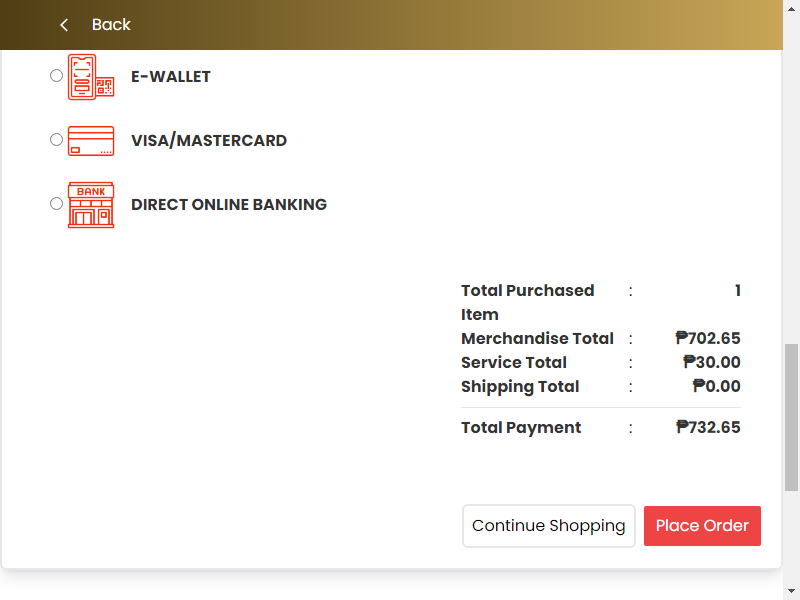 Back
E-WALLET
VISA/MASTERCARD
BANK
DIRECT ONLINE BANKING
Total Purchased Item : 1
Merchandise Total : ₱702.65
Service Total : ₱30.00
Shipping Total : ₱0.00
Total Payment : ₱732.65
Continue Shopping
Place Order